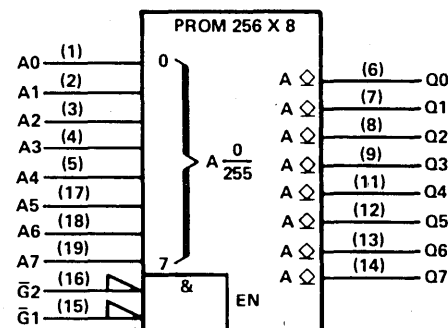 PROM 256 X 8
A0 (1) 0 A (6) Q0
A1 (2) A (7) Q1
A2 (3) A (8) Q2
A3 (4) A 0/255 A (9) Q3
A4 (5) A (11) Q4
A5 (17) A (12) Q5
A6 (18) A (13) Q6
A7 (19) 7 A (14) Q7
G̅2 (16) &
G̅1 (15) EN